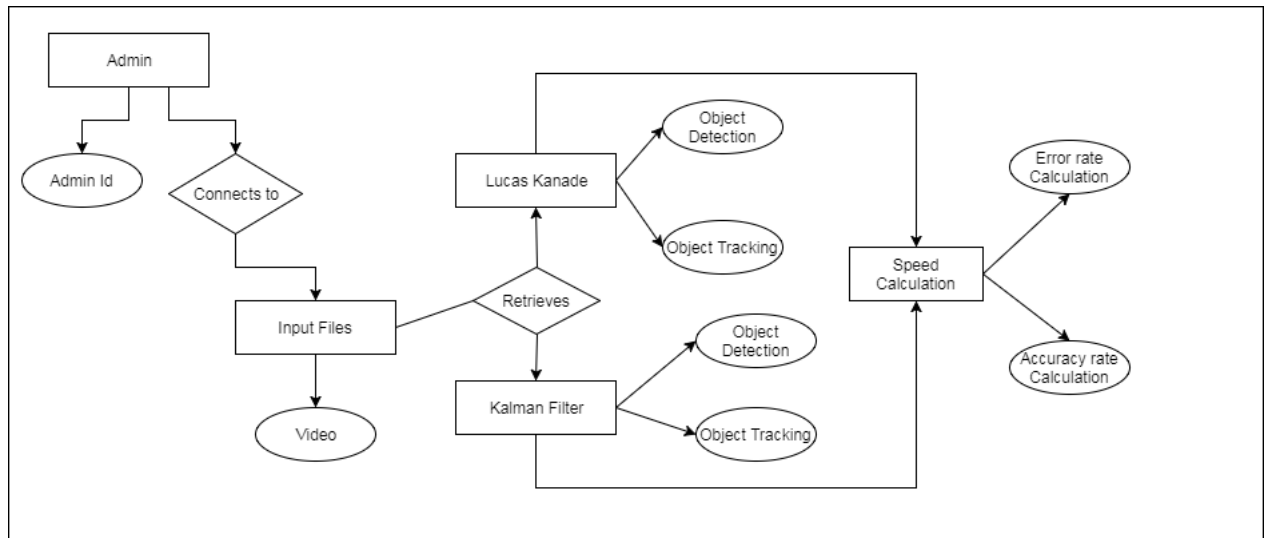 Admin
Admin Id
Connects to
Input Files
Video
Retrieves
Lucas Kanade
Object
Detection
Object Tracking
Kalman Filter
Object
Detection
Object Tracking
Speed
Calculation
Error rate
Calculation
Accuracy rate
Calculation